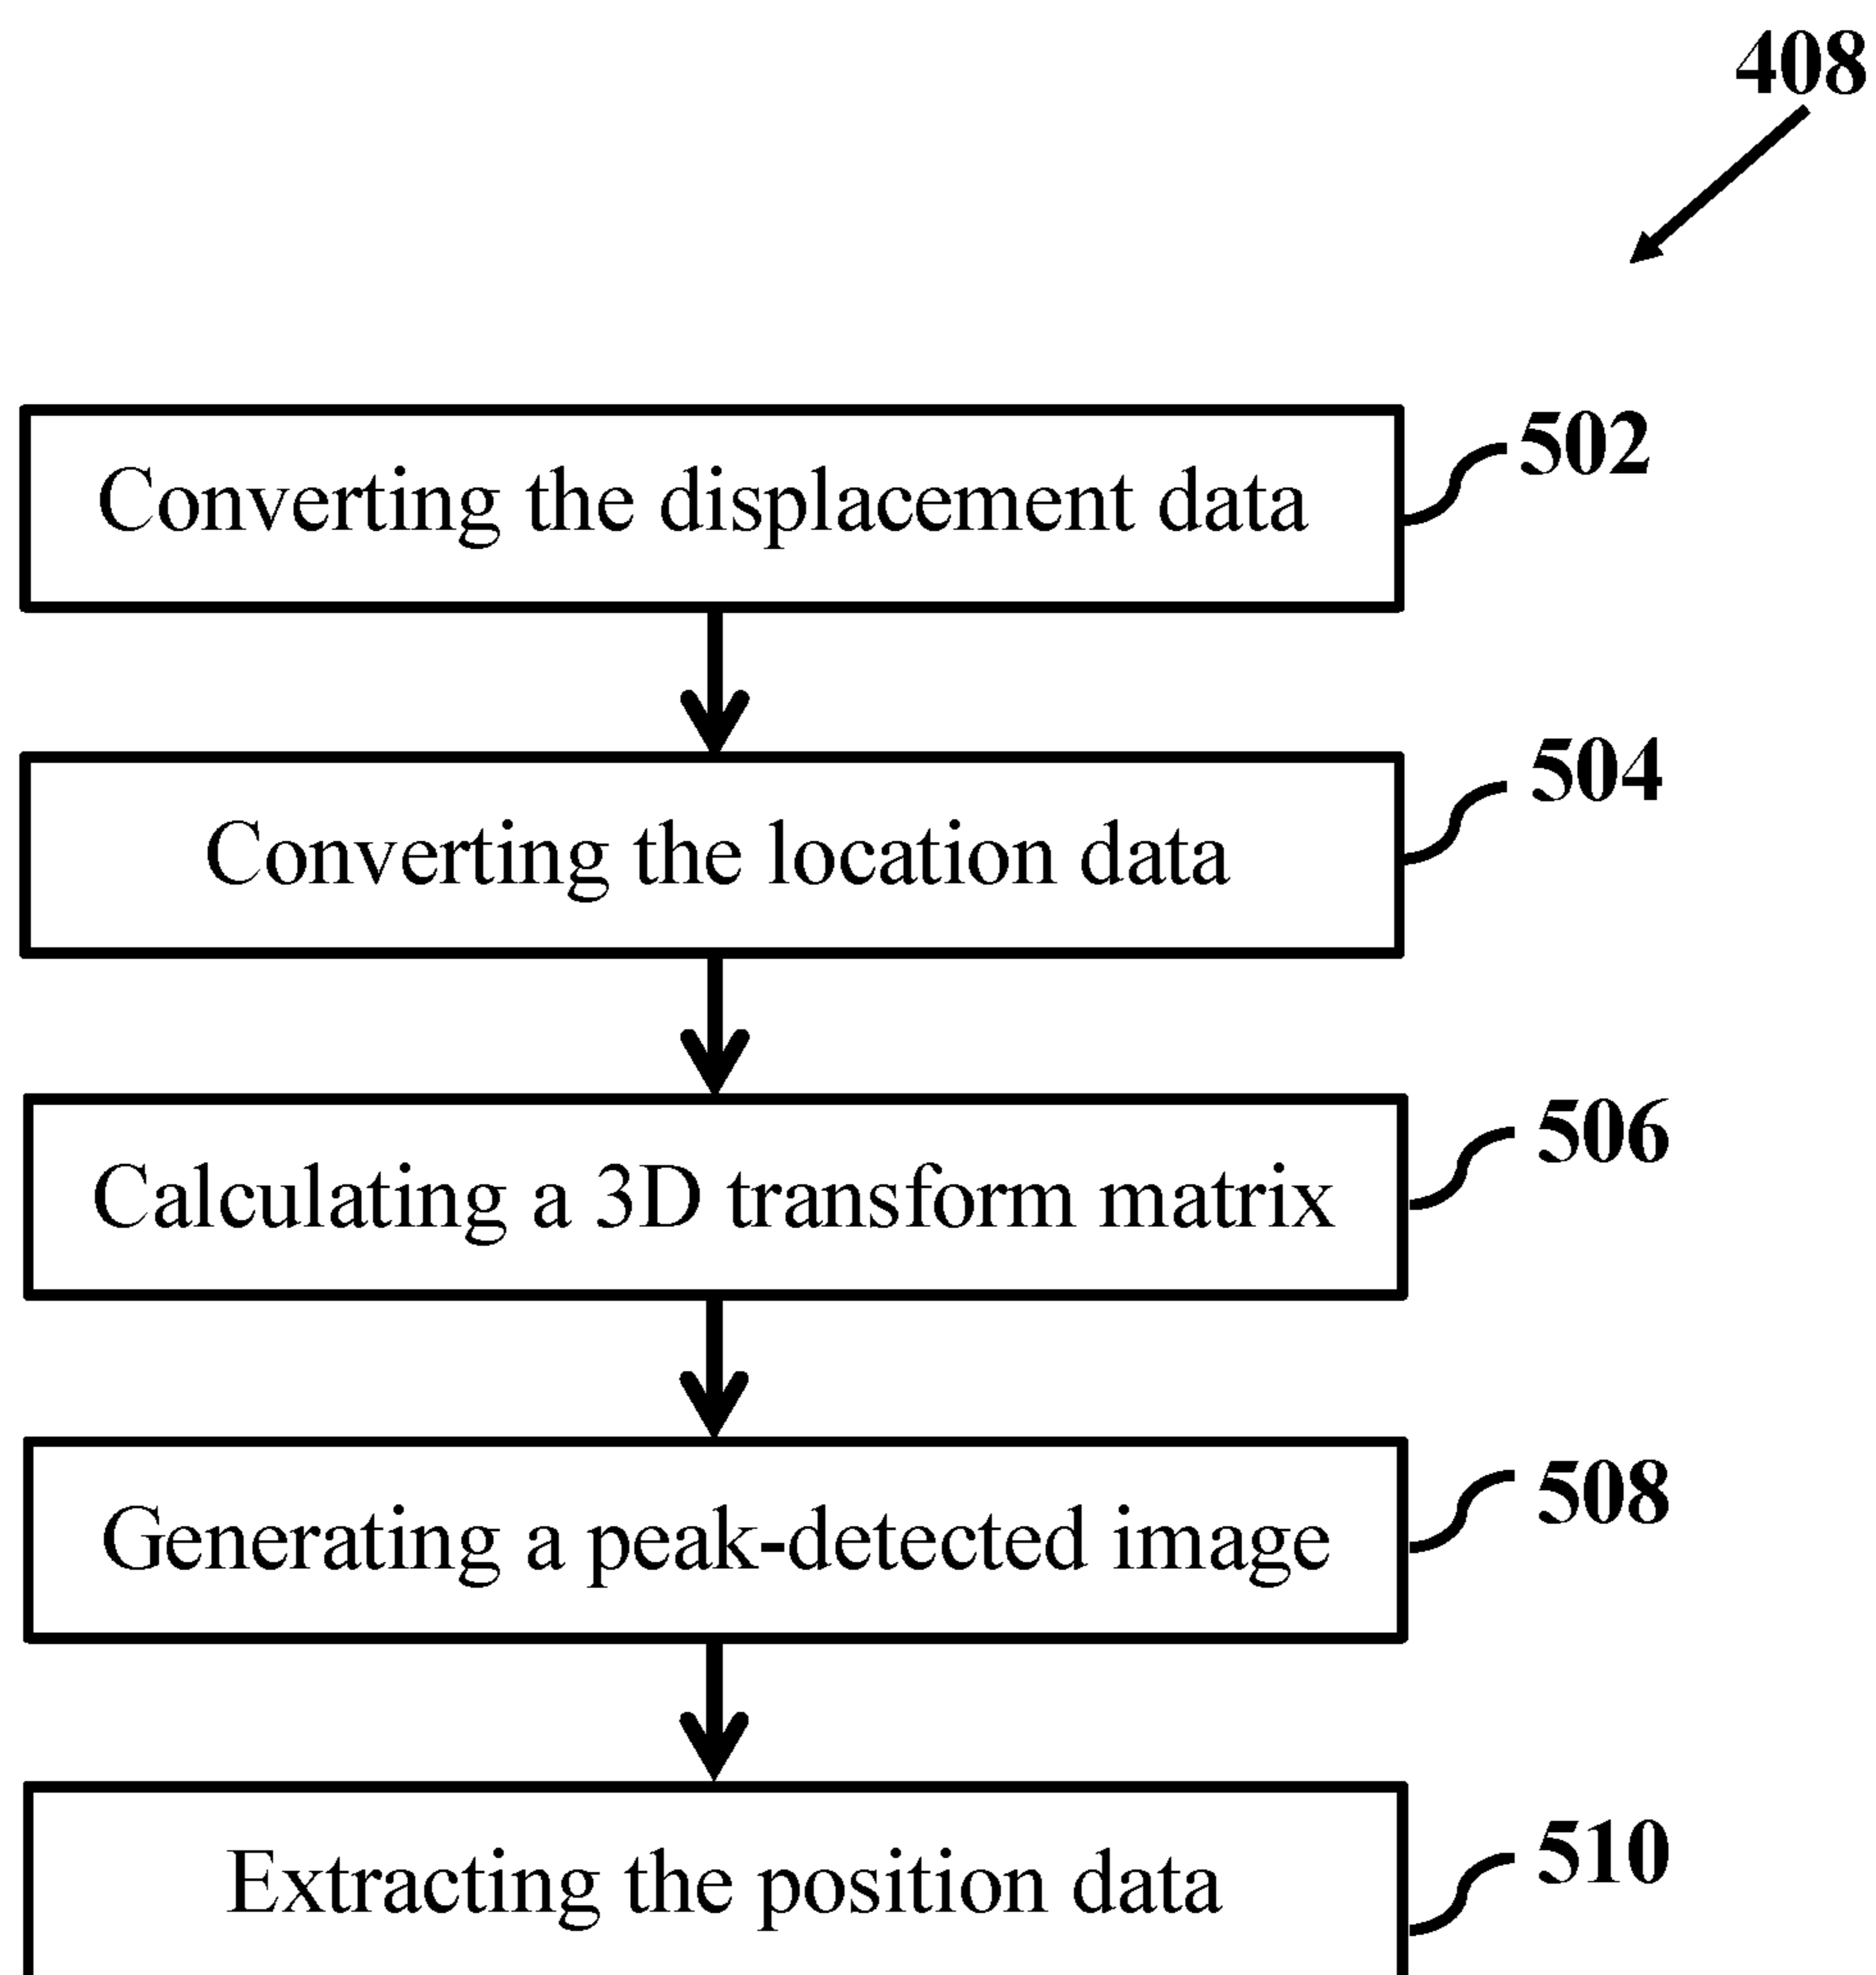 408
Converting the displacement data
502
Converting the location data
504
Calculating a 3D transform matrix
506
Generating a peak-detected image
508
Extracting the position data
510